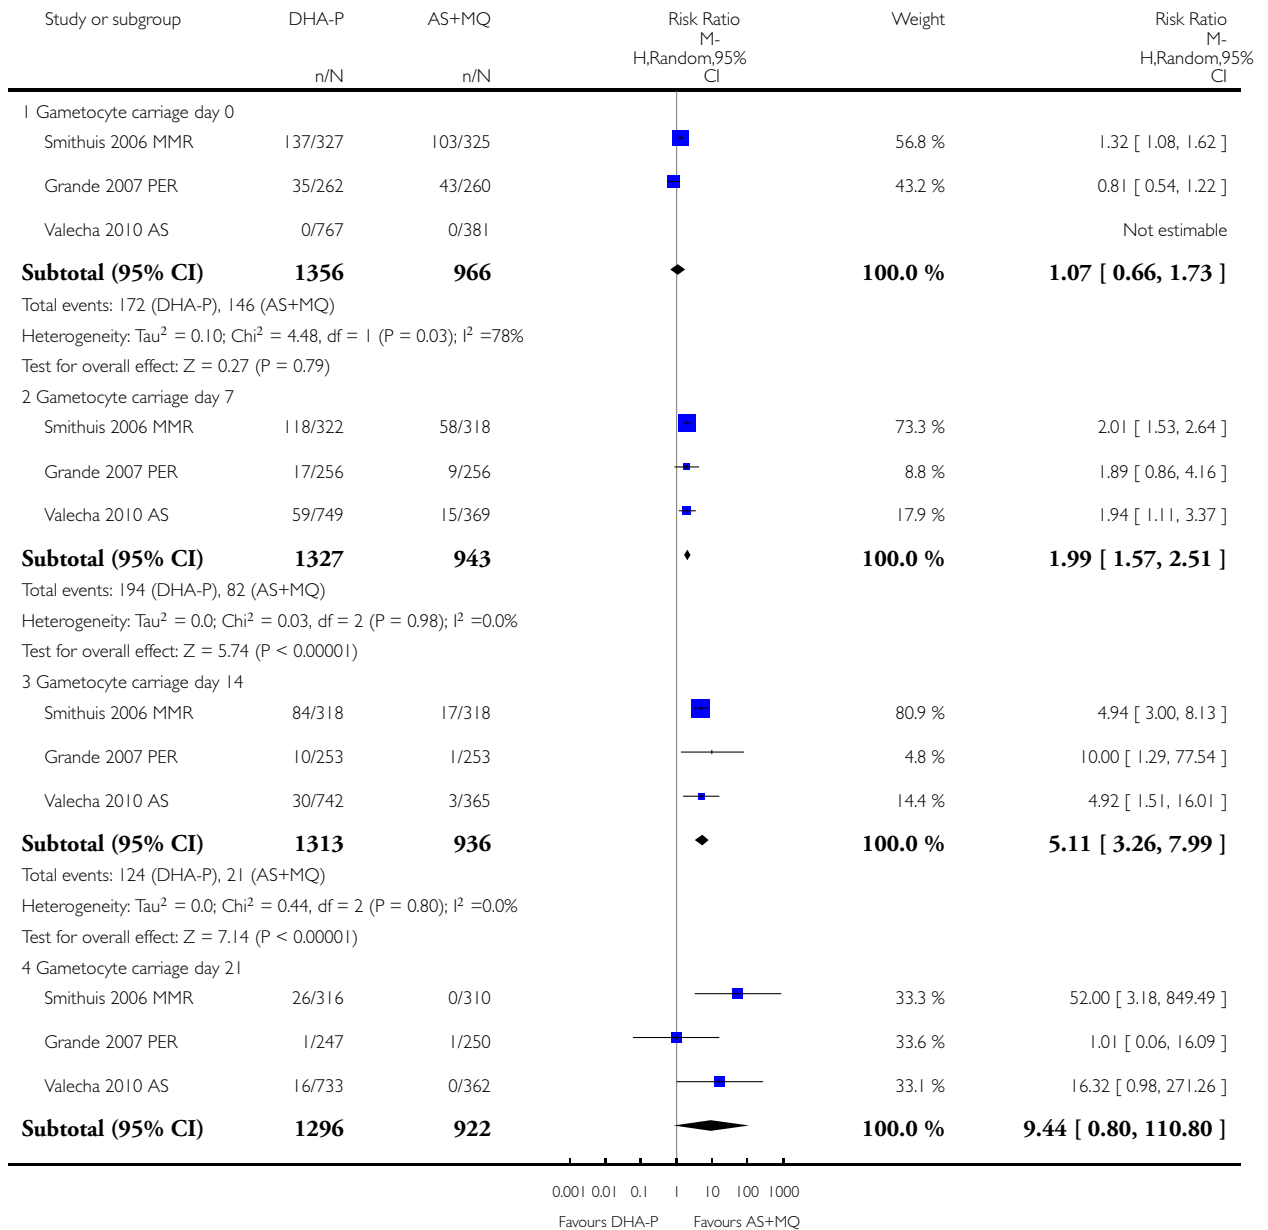 Study or subgroup DHA-P AS+MQ Risk Ratio Weight Risk Ratio
M- M-
H,Random,95% H,Random,95%
n/N n/N CI CI
1 Gametocyte carriage day 0
Smithuis 2006 MMR 137/327 103/325 56.8 % 1.32 [ 1.08, 1.62 ]
Grande 2007 PER 35/262 43/260 43.2 % 0.81 [ 0.54, 1.22 ]
Valecha 2010 AS 0/767 0/381 Not estimable
Subtotal (95% CI) 1356 966 100.0 % 1.07 [ 0.66, 1.73 ]
Total events: 172 (DHA-P), 146 (AS+MQ)
Heterogeneity: Tau² = 0.10; Chi² = 4.48, df = 1 (P = 0.03); I² =78%
Test for overall effect: Z = 0.27 (P = 0.79)
2 Gametocyte carriage day 7
Smithuis 2006 MMR 118/322 58/318 73.3 % 2.01 [ 1.53, 2.64 ]
Grande 2007 PER 17/256 9/256 8.8 % 1.89 [ 0.86, 4.16 ]
Valecha 2010 AS 59/749 15/369 17.9 % 1.94 [ 1.11, 3.37 ]
Subtotal (95% CI) 1327 943 100.0 % 1.99 [ 1.57, 2.51 ]
Total events: 194 (DHA-P), 82 (AS+MQ)
Heterogeneity: Tau² = 0.0; Chi² = 0.03, df = 2 (P = 0.98); I² =0.0%
Test for overall effect: Z = 5.74 (P < 0.00001)
3 Gametocyte carriage day 14
Smithuis 2006 MMR 84/318 17/318 80.9 % 4.94 [ 3.00, 8.13 ]
Grande 2007 PER 10/253 1/253 4.8 % 10.00 [ 1.29, 77.54 ]
Valecha 2010 AS 30/742 3/365 14.4 % 4.92 [ 1.51, 16.01 ]
Subtotal (95% CI) 1313 936 100.0 % 5.11 [ 3.26, 7.99 ]
Total events: 124 (DHA-P), 21 (AS+MQ)
Heterogeneity: Tau² = 0.0; Chi² = 0.44, df = 2 (P = 0.80); I² =0.0%
Test for overall effect: Z = 7.14 (P < 0.00001)
4 Gametocyte carriage day 21
Smithuis 2006 MMR 26/316 0/310 33.3 % 52.00 [ 3.18, 849.49 ]
Grande 2007 PER 1/247 1/250 33.6 % 1.01 [ 0.06, 16.09 ]
Valecha 2010 AS 16/733 0/362 33.1 % 16.32 [ 0.98, 271.26 ]
Subtotal (95% CI) 1296 922 100.0 % 9.44 [ 0.80, 110.80 ]
0.001 0.01 0.1 1 10 100 1000
Favours DHA-P Favours AS+MQ